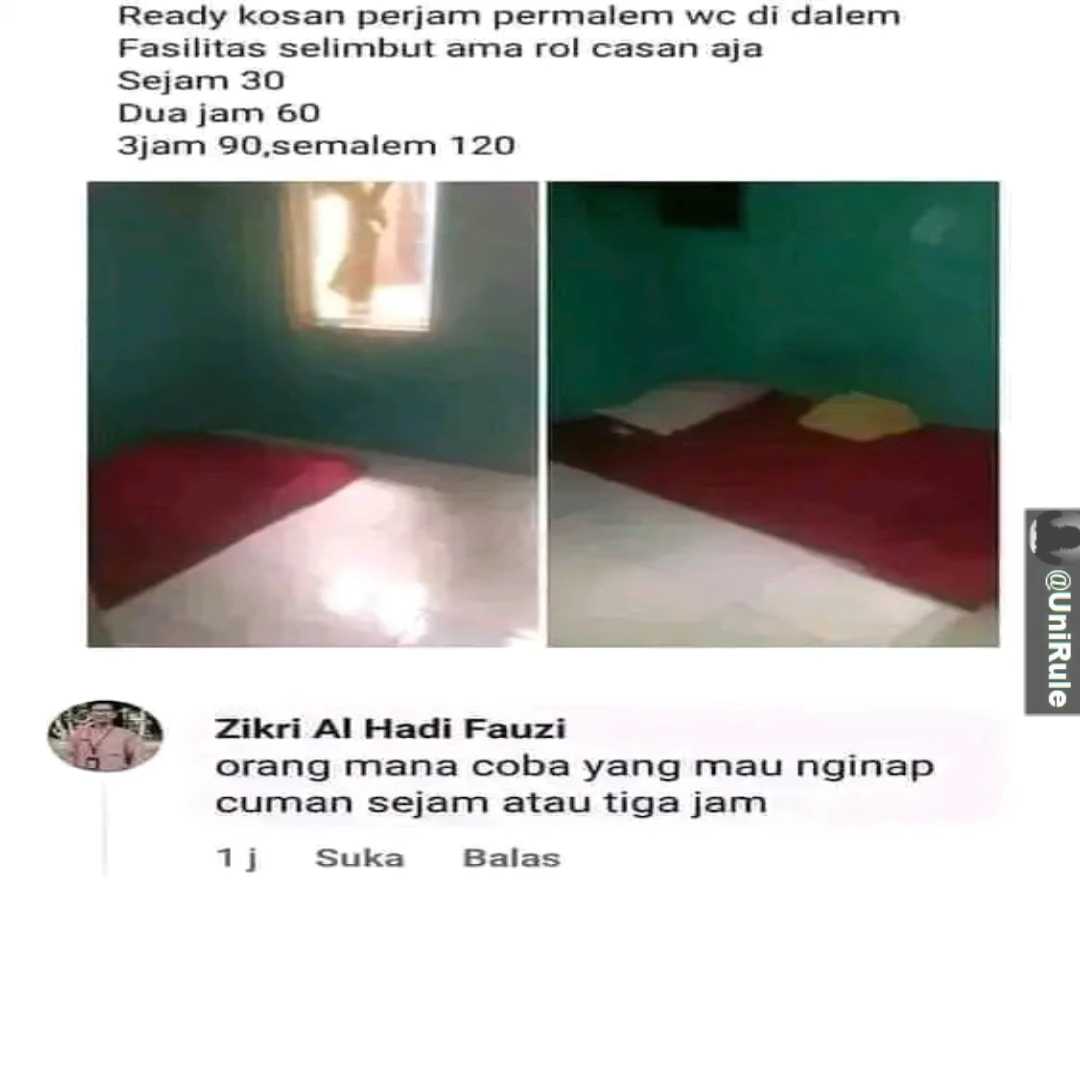 Ready kosan perjam permalem wc di dalem
Fasilitas selimbut ama rol casan aja
Sejam 30
Dua jam 60
3jam 90,semalem 120
@UniRule
Zikri Al Hadi Fauzi
orang mana coba yang mau nginap
cuman sejam atau tiga jam
1 j Suka Balas